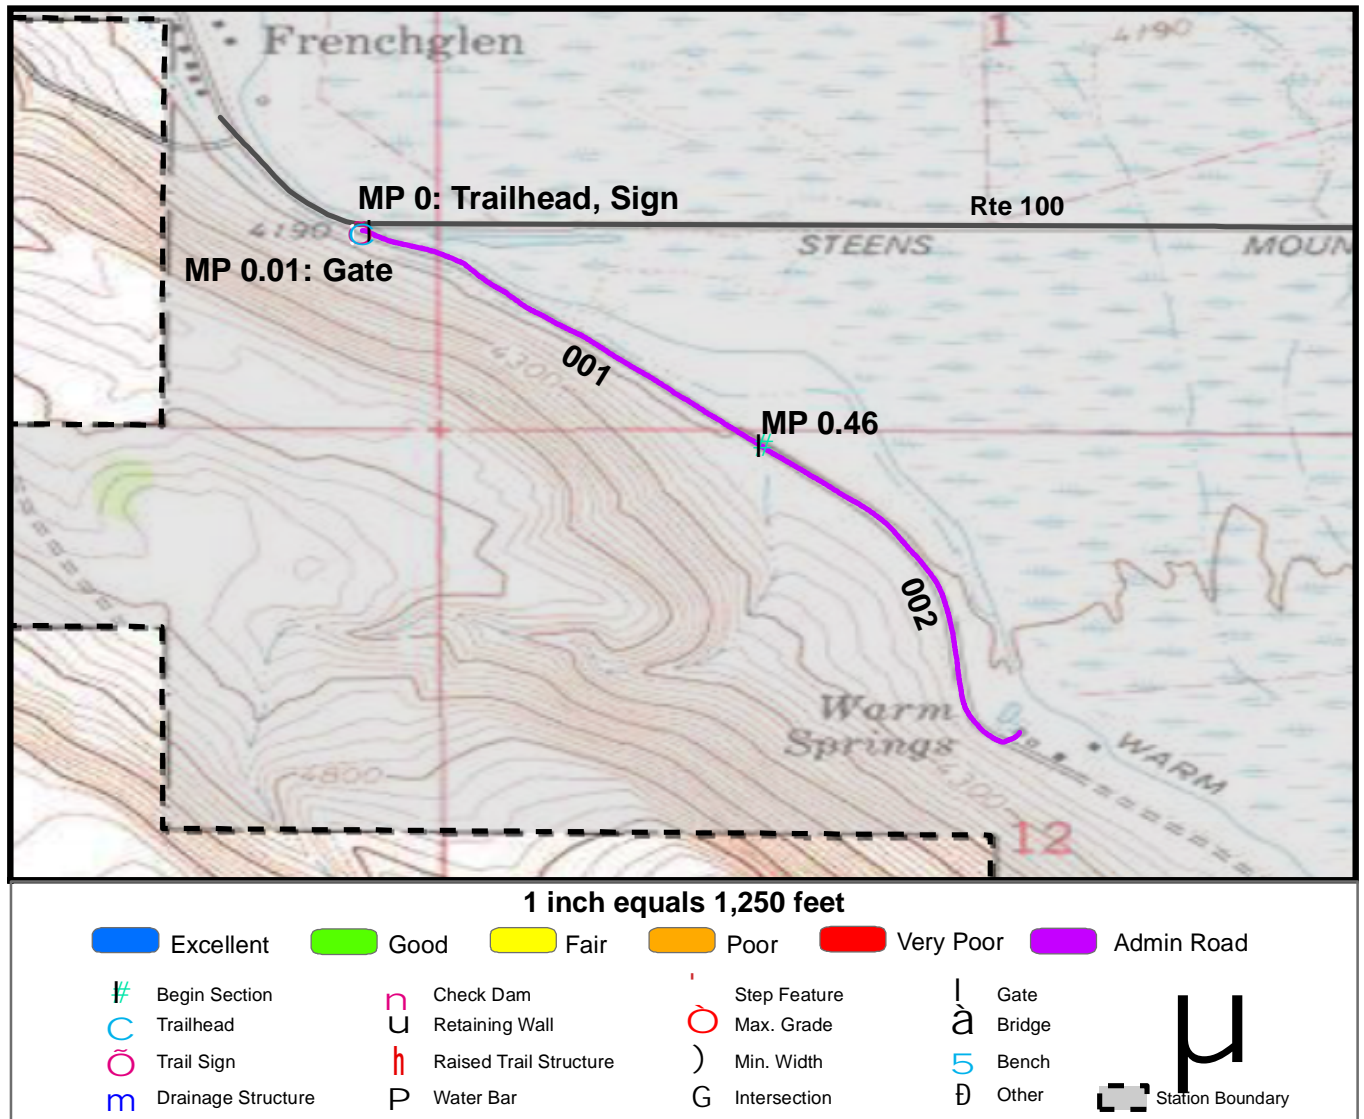 Frenchglen
1
4190
MP 0: Trailhead, Sign
Rte 100
4190
STEENS
MOUN
MP 0.01: Gate
4300
001
MP 0.46
002
Warm
Springs
WARM
4800
4300
12
1 inch equals 1,250 feet
Excellent
Good
Fair
Poor
Very Poor
Admin Road
# Begin Section
n Check Dam
' Step Feature
l Gate
C Trailhead
u Retaining Wall
Ò Max. Grade
à Bridge
Õ Trail Sign
h Raised Trail Structure
) Min. Width
5 Bench
m Drainage Structure
P Water Bar
G Intersection
Ð Other
µ
Station Boundary